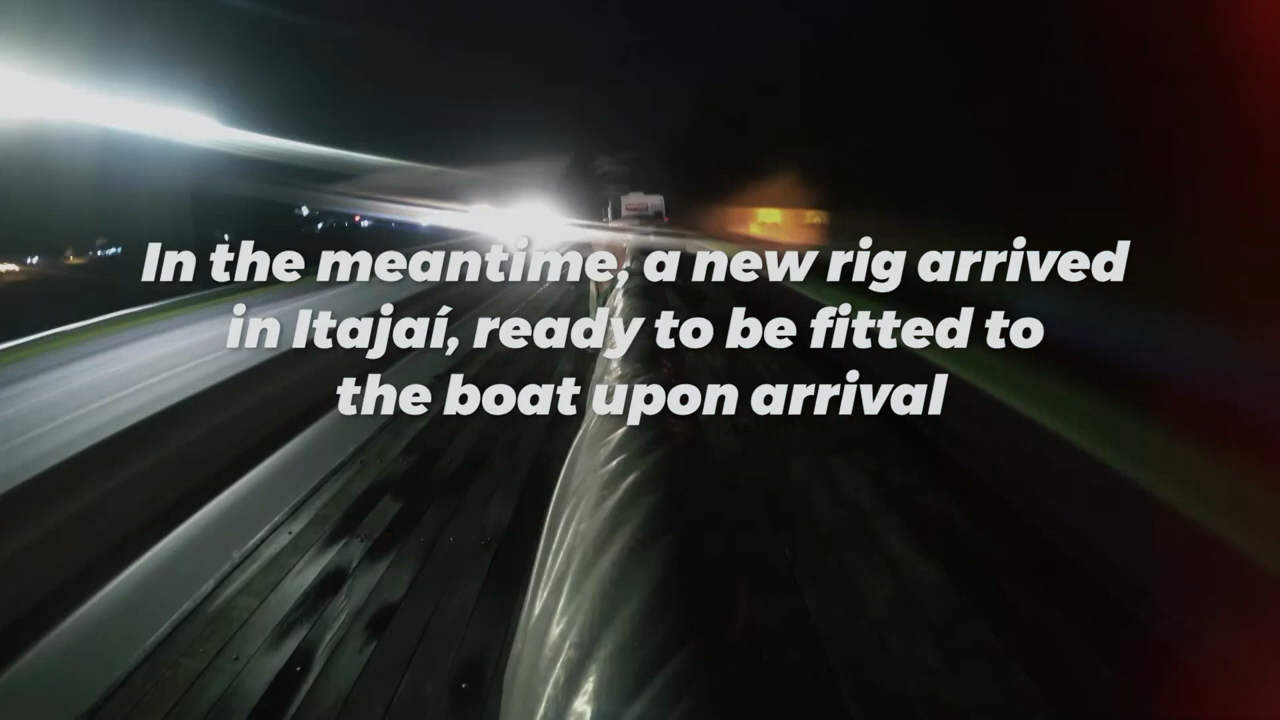 In the meantime, a new rig arrived
in Itajaí, ready to be fitted to
the boat upon arrival